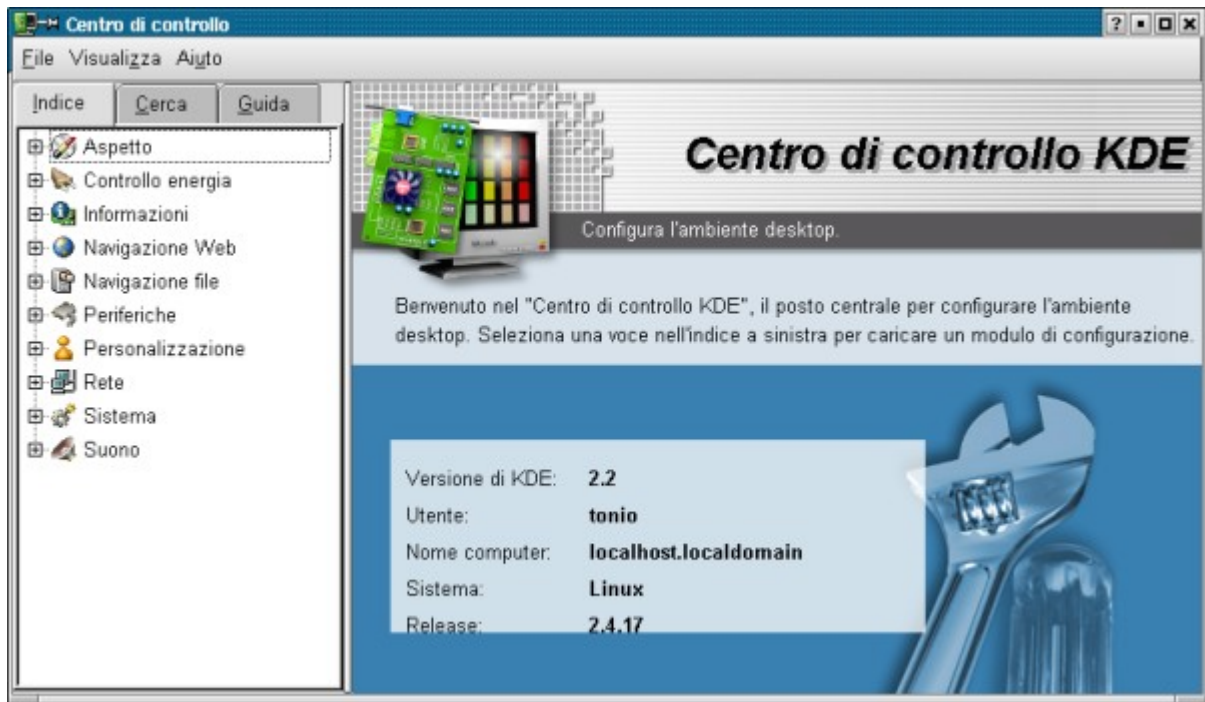 Centro di controllo
File Visualizza Aiuto
Indice Cerca Guida
Aspetto
Controllo energia
Informazioni
Navigazione Web
Navigazione file
Periferiche
Personalizzazione
Rete
Sistema
Suono
Centro di controllo KDE
Configura l'ambiente desktop.
Benvenuto nel "Centro di controllo KDE", il posto centrale per configurare l'ambiente
desktop. Seleziona una voce nell'indice a sinistra per caricare un modulo di configurazione.
Versione di KDE: 2.2
Utente: tonio
Nome computer: localhost.localdomain
Sistema: Linux
Release: 2.4.17